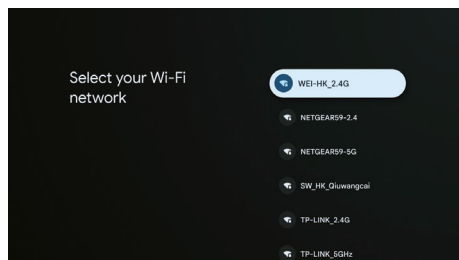 Select your Wi-Fi
network
WEI-HK_2.4G
NETGEAR59-2.4
NETGEAR59-5G
SW_HK_Qiuwangcai
TP-LINK_2.4G
TP-LINK_5GHz